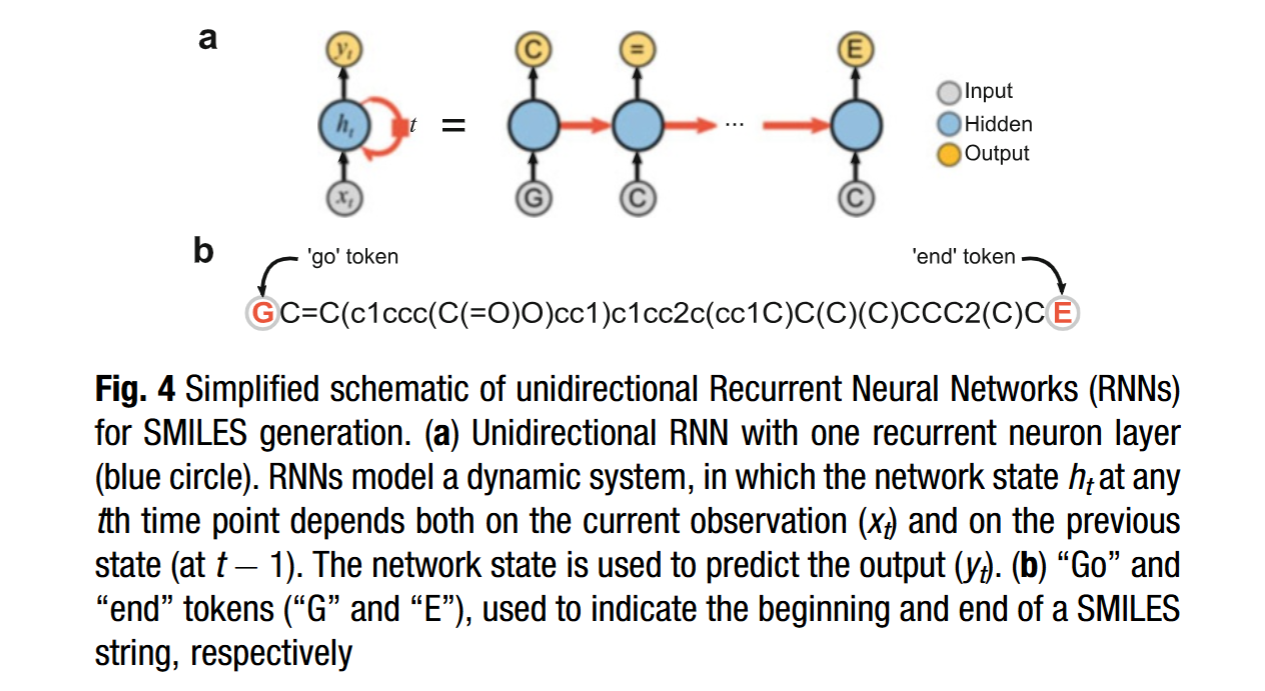 a
yₜ C = E
hₜ t = ... 
xₜ G C C
Input
Hidden
Output
b
'go' token 'end' token
GC=C(c1ccc(C(=O)O)cc1)c1cc2c(cc1C)C(C)(C)CCC2(C)CE
Fig. 4 Simplified schematic of unidirectional Recurrent Neural Networks (RNNs)
for SMILES generation. (a) Unidirectional RNN with one recurrent neuron layer
(blue circle). RNNs model a dynamic system, in which the network state hₜ at any
tth time point depends both on the current observation (xₜ) and on the previous
state (at t − 1). The network state is used to predict the output (yₜ). (b) “Go” and
“end” tokens (“G” and “E”), used to indicate the beginning and end of a SMILES
string, respectively